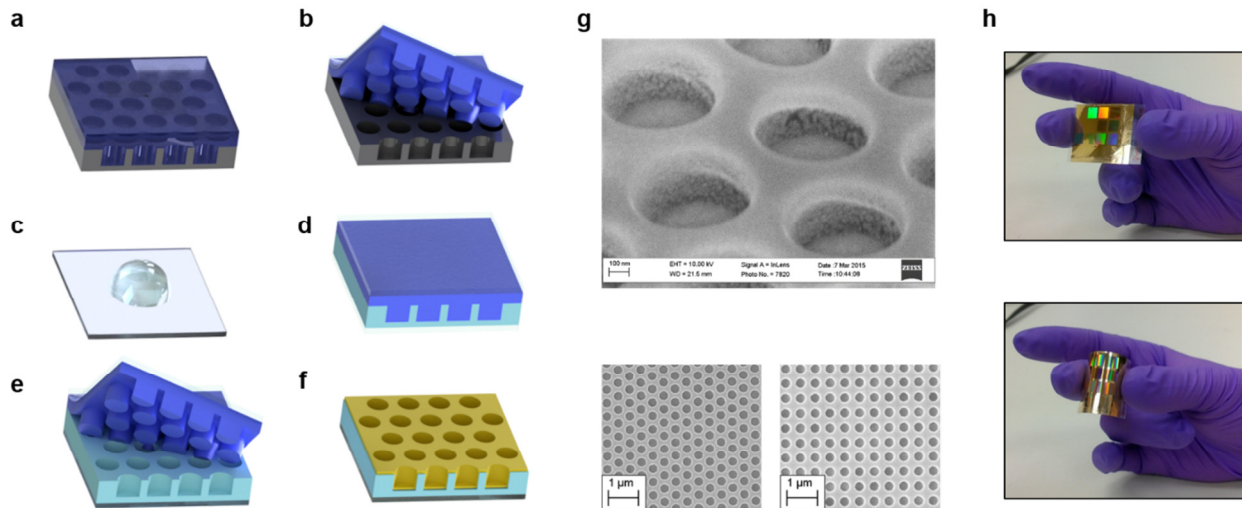 a
b
g
h
c
d
100 nm
EHT = 10.00 kV
Signal A = InLens
Date :7 Mar 2015
WD = 21.5 mm
Photo No. = 7820
Time :10:44:08
ZEISS
e
f
1 µm
1 µm